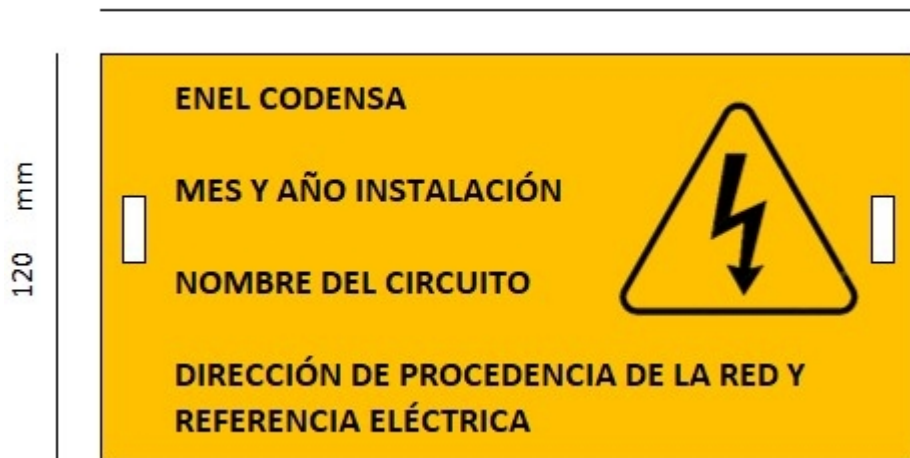 ENEL CODENSA
MES Y AÑO INSTALACIÓN
120 mm
NOMBRE DEL CIRCUITO
DIRECCIÓN DE PROCEDENCIA DE LA RED Y
REFERENCIA ELÉCTRICA